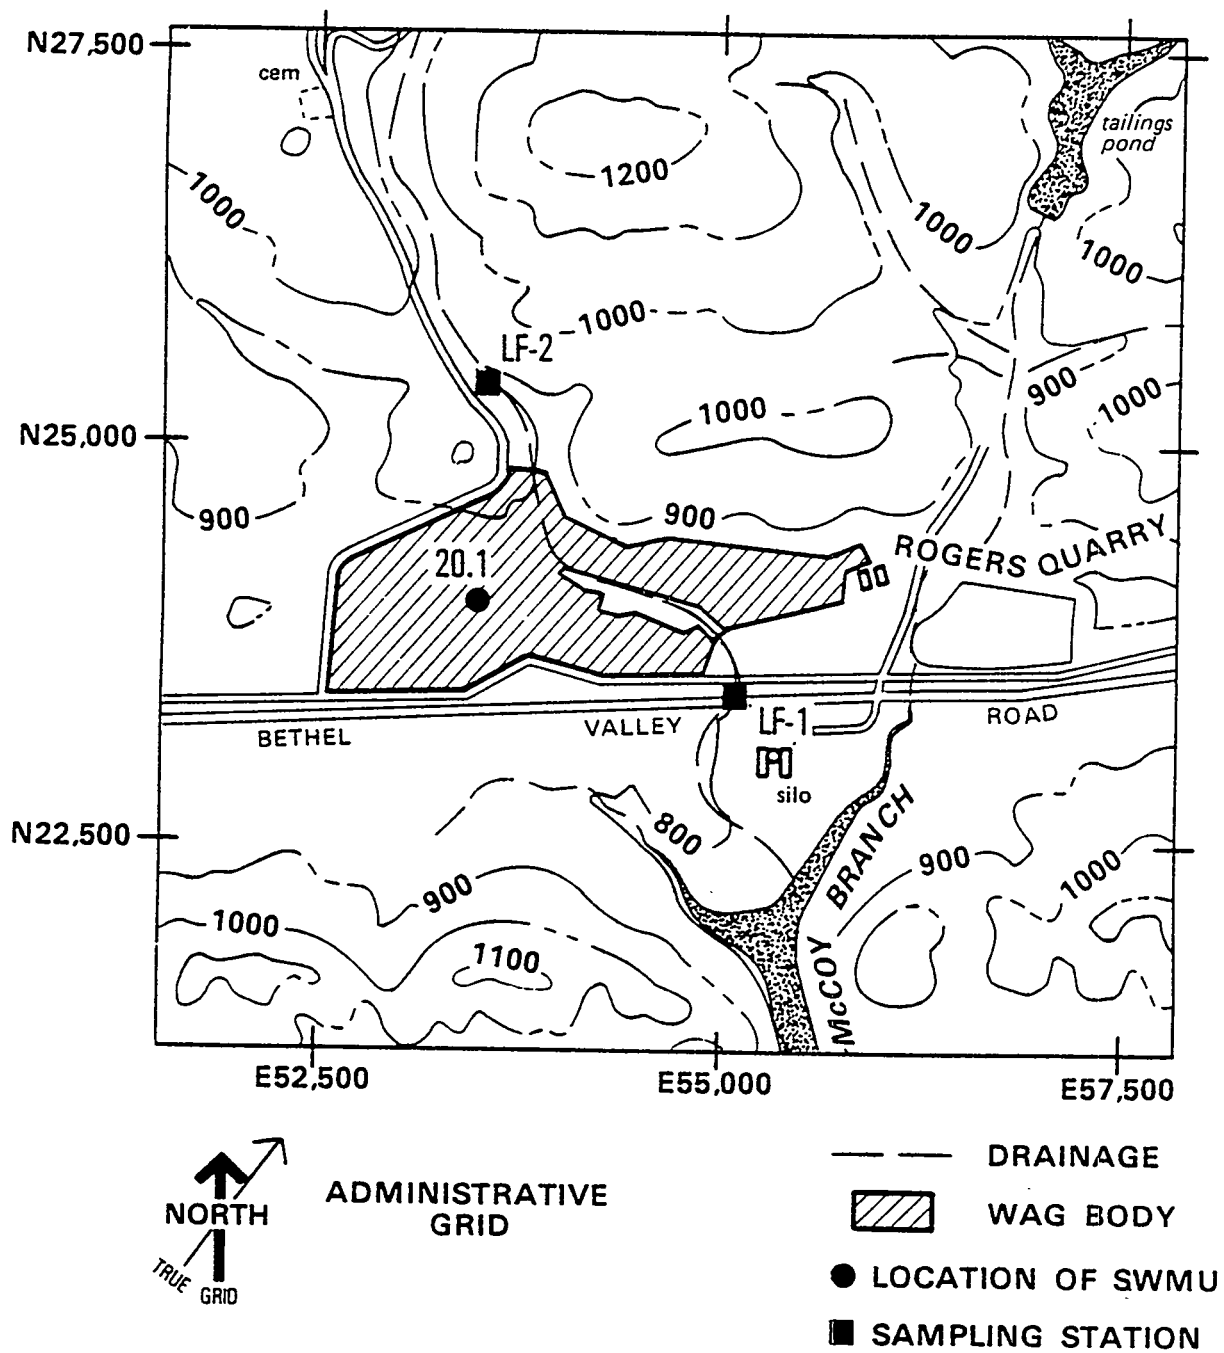 N27,500
cem
tailings
pond
1200
1000
1000
1000
1000
LF-2
900
1000
1000
N25,000
900
900
ROGERS QUARRY
20.1
BETHEL
VALLEY
ROAD
LF-1
silo
N22,500
800
McCOY BRANCH
900
1000
900
1000
1100
E52,500
E55,000
E57,500
NORTH
TRUE
GRID
ADMINISTRATIVE
GRID
DRAINAGE
WAG BODY
LOCATION OF SWMU
SAMPLING STATION